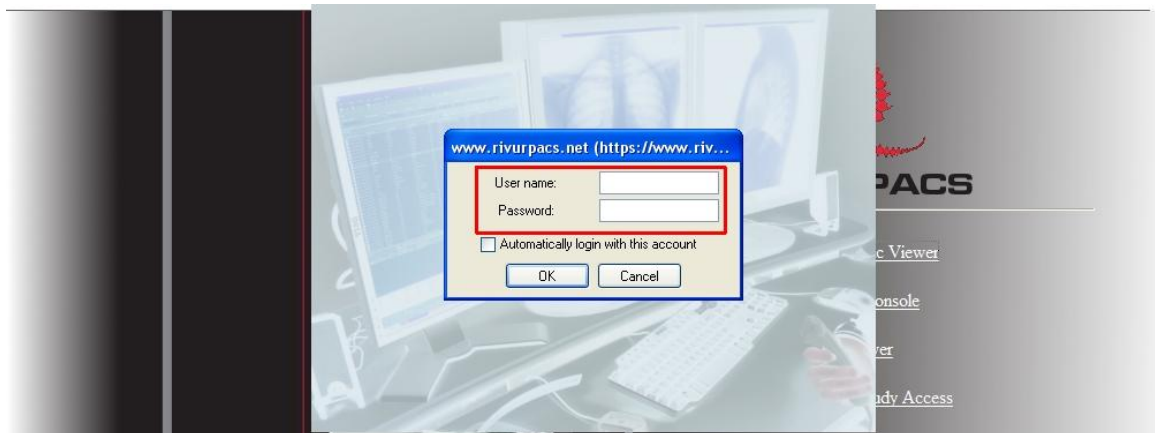 www.rivurpacs.net (https://www.riv...
User name:
Password:
Automatically login with this account
OK Cancel
PACS
c Viewer
onsole
ver
udy Access